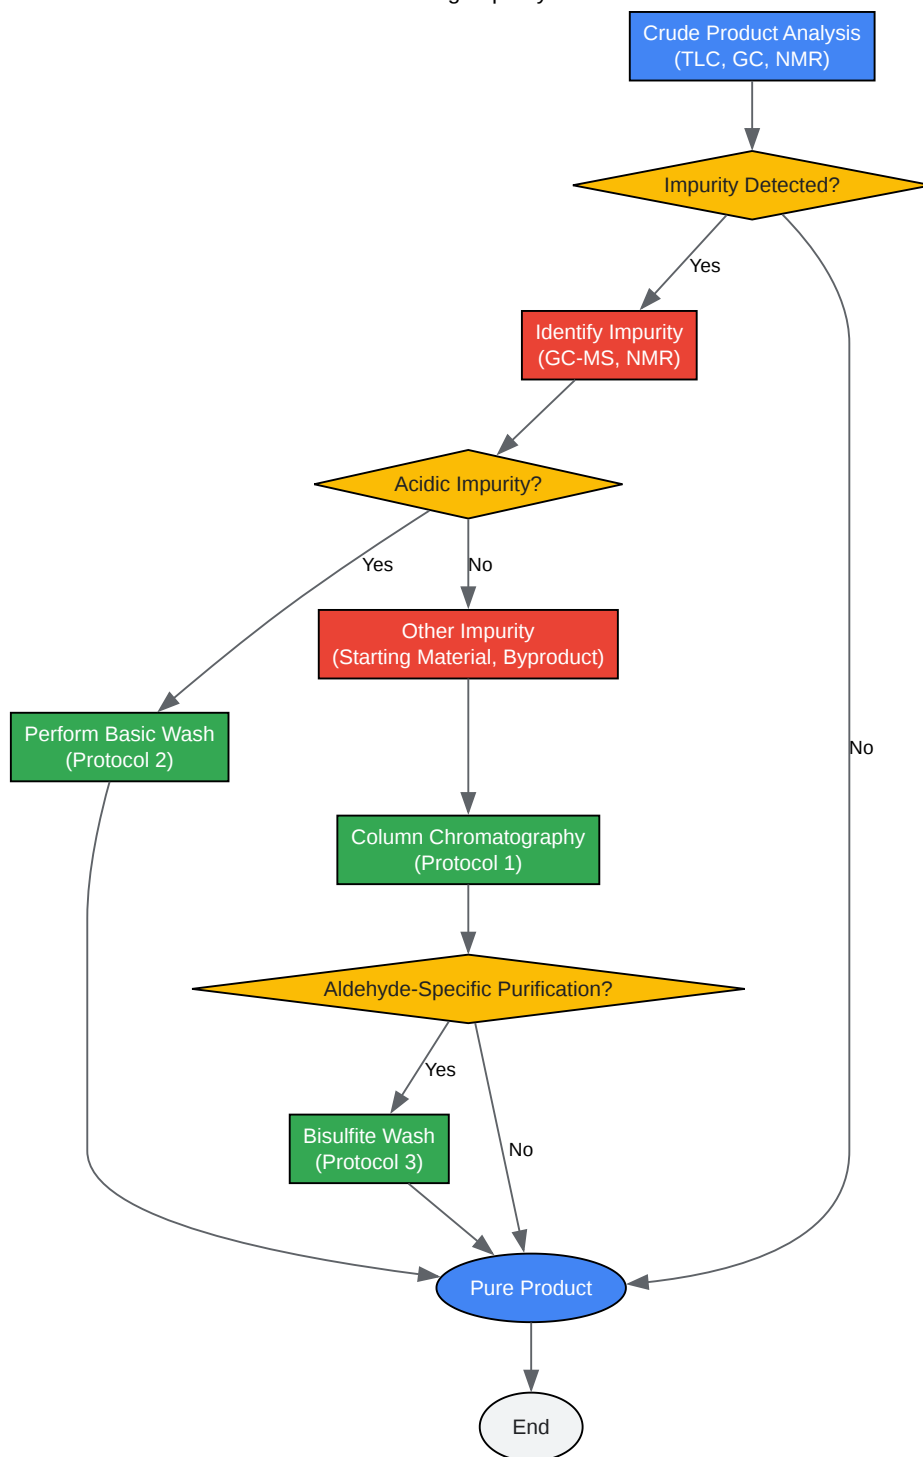 Crude Product Analysis
(TLC, GC, NMR)
Impurity Detected?
Yes
Identify Impurity
(GC-MS, NMR)
Acidic Impurity?
Yes
No
Other Impurity
(Starting Material, Byproduct)
Perform Basic Wash
(Protocol 2)
No
Column Chromatography
(Protocol 1)
Aldehyde-Specific Purification?
Yes
Bisulfite Wash
(Protocol 3)
No
Pure Product
End